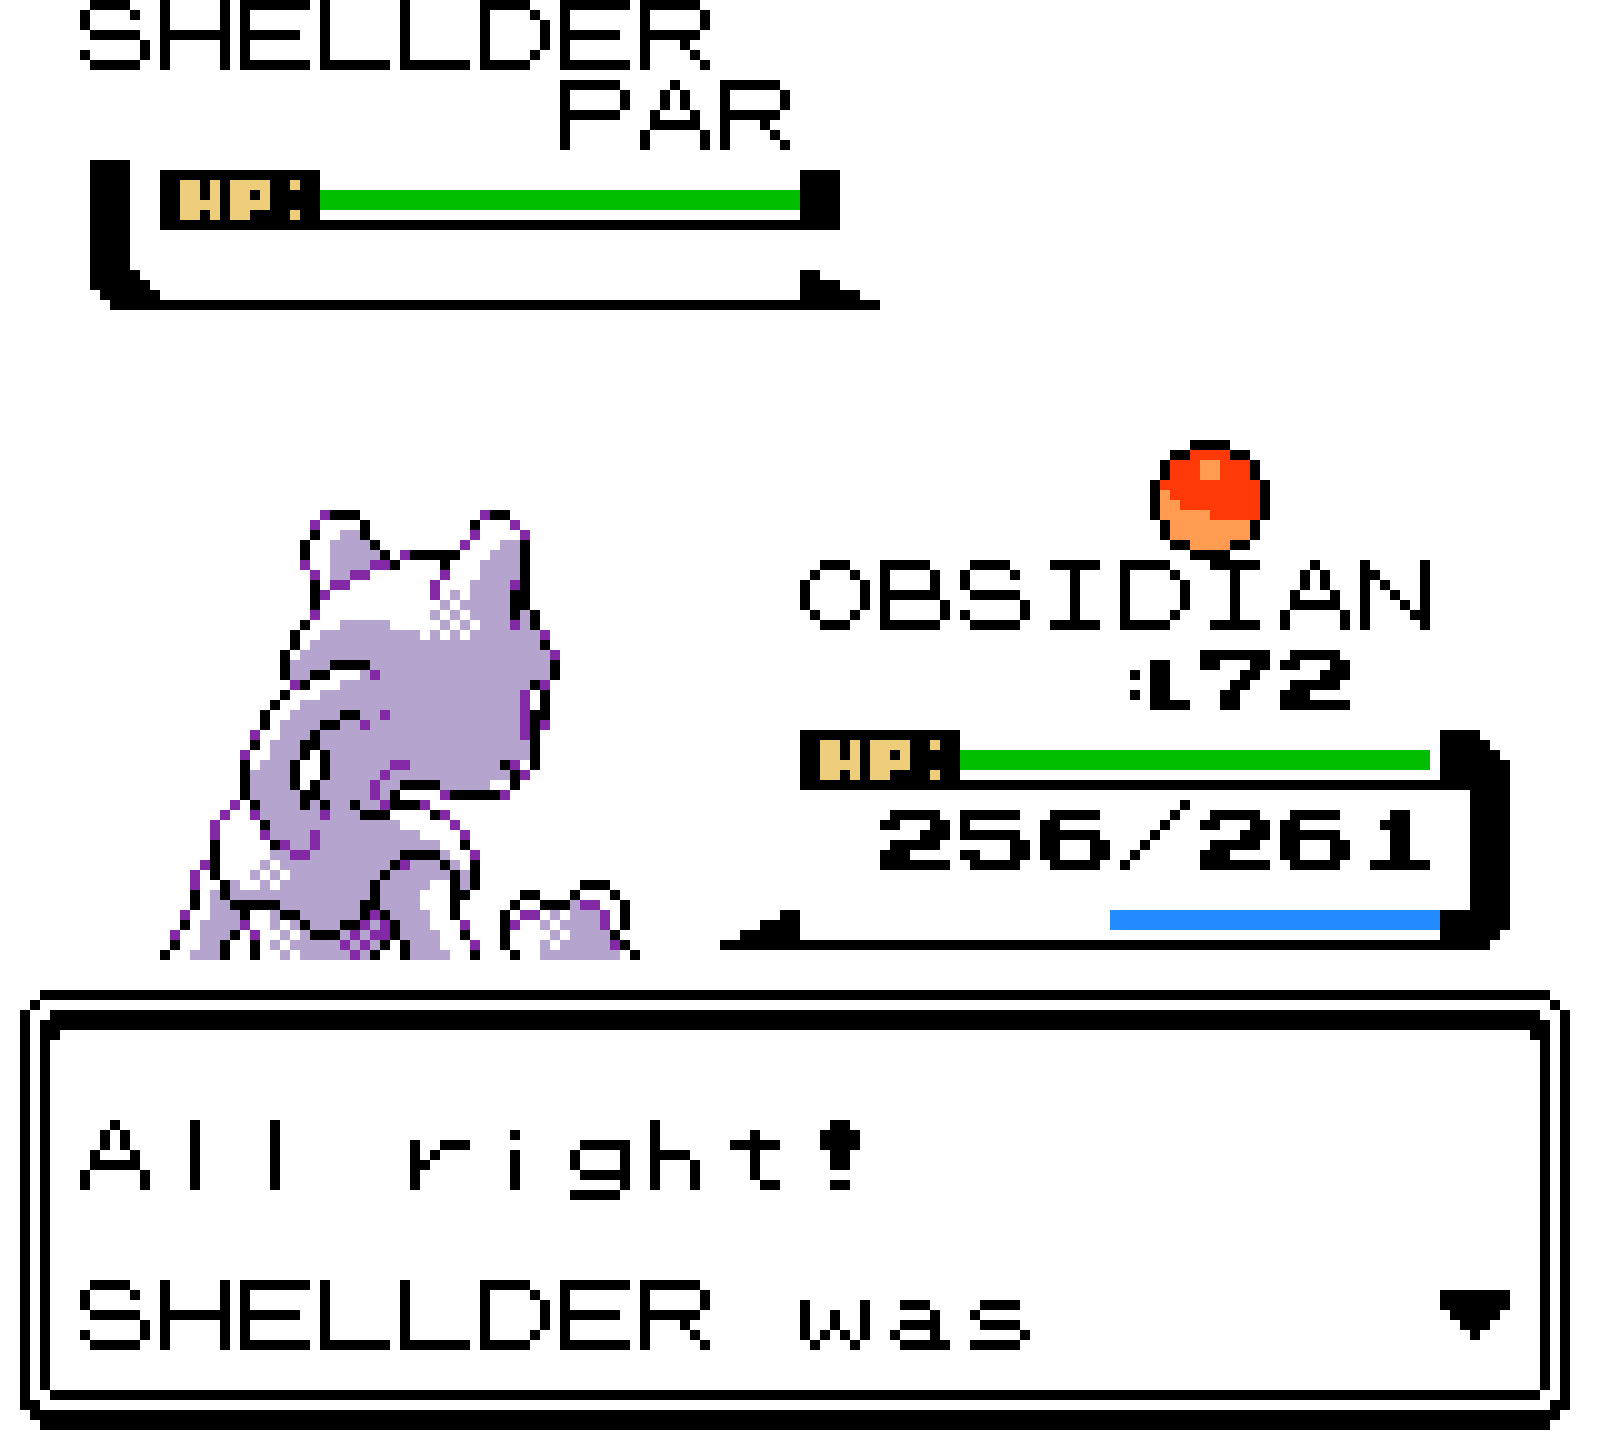 SHELLDER
PAR
HP:
OBSIDIAN
:L72
HP:
256/261
All right!
SHELLDER was